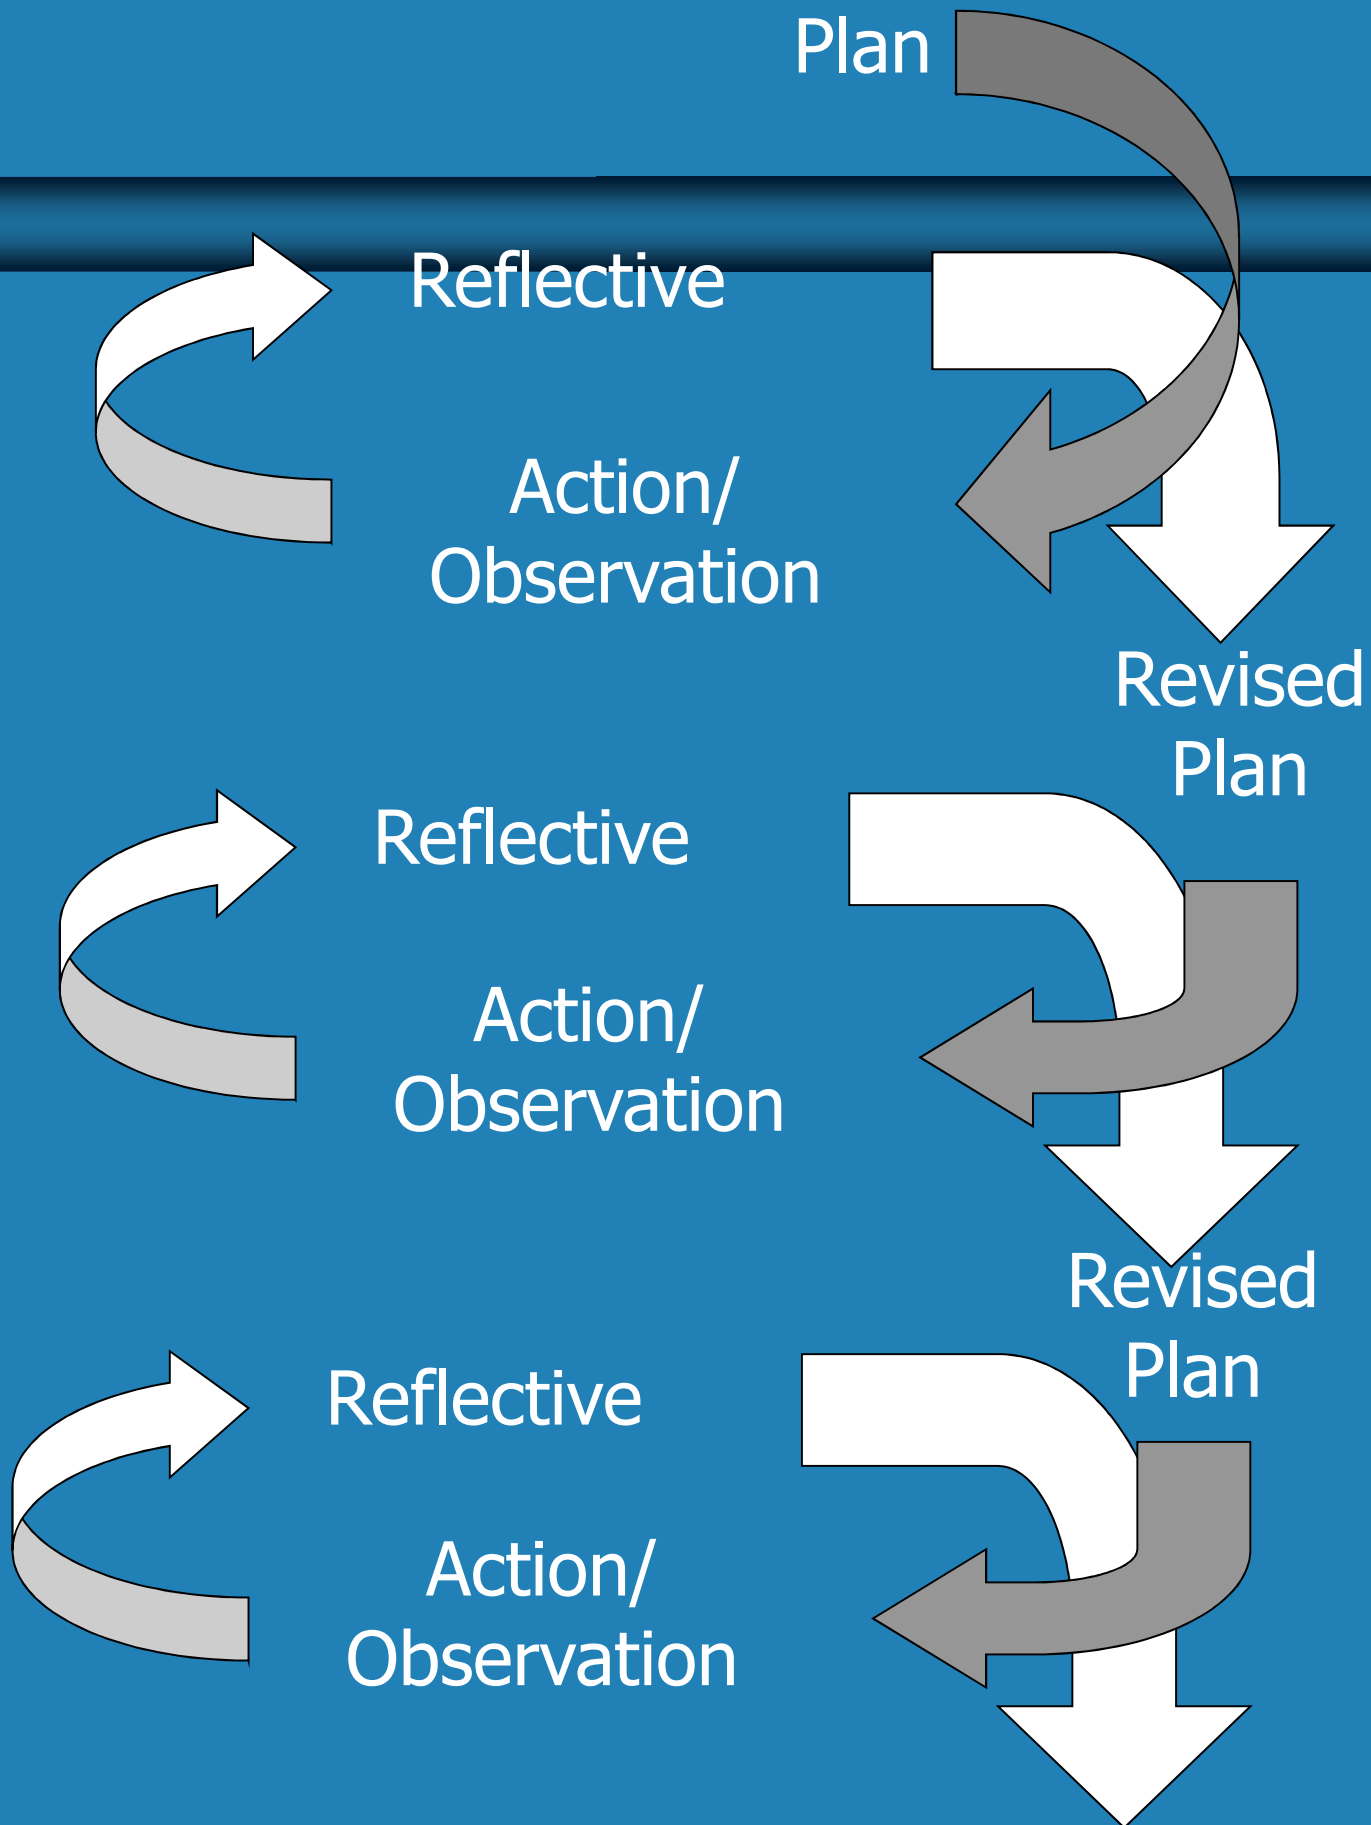 Plan
Reflective
Action/
Observation
Revised
Plan
Reflective
Action/
Observation
Revised
Plan
Reflective
Action/
Observation